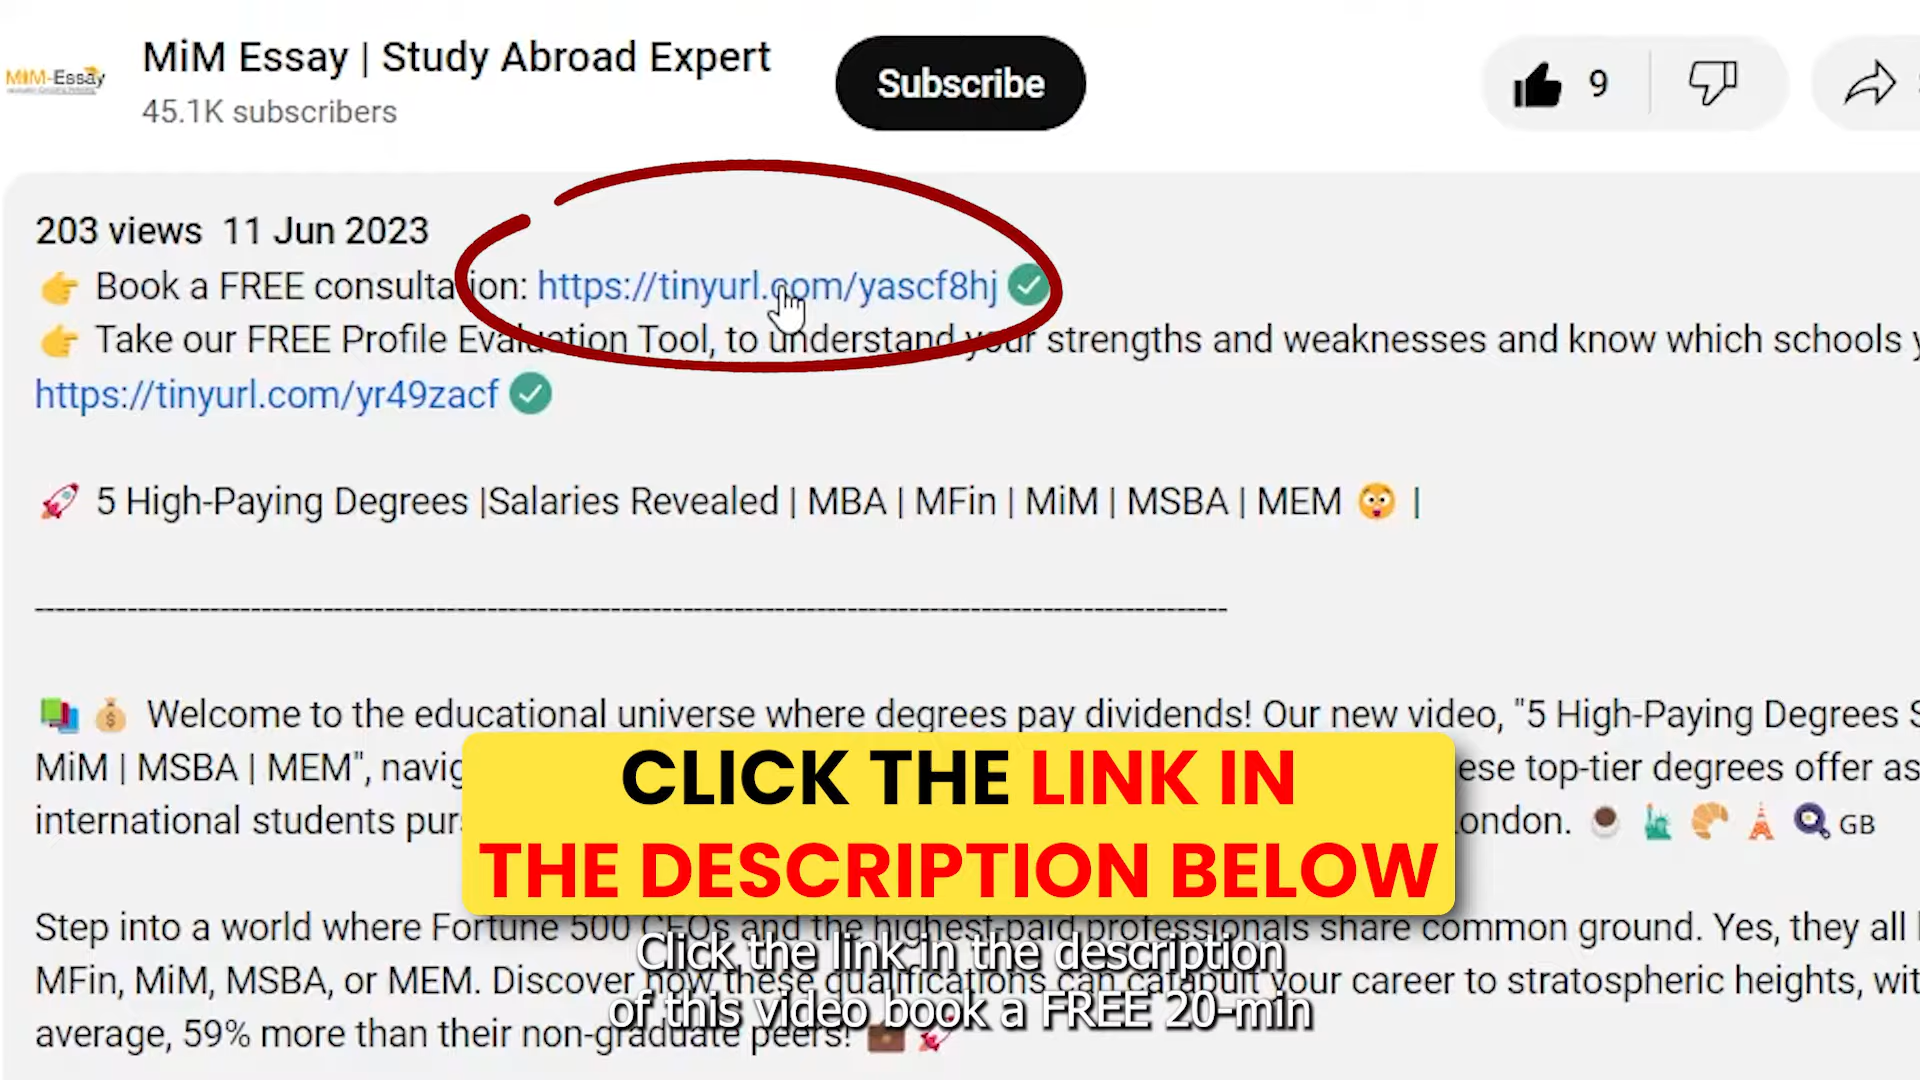 MiM-Essay
MiM Essay | Study Abroad Expert
45.1K subscribers
Subscribe
9
203 views 11 Jun 2023
👉 Book a FREE consultation: https://tinyurl.com/yascf8hj ✅
👉 Take our FREE Profile Evaluation Tool, to understand your strengths and weaknesses and know which schools
https://tinyurl.com/yr49zacf ✅
🚀 5 High-Paying Degrees |Salaries Revealed | MBA | MFin | MiM | MSBA | MEM 😲 |
Welcome to the educational universe where degrees pay dividends! Our new video, "5 High-Paying Degrees
MiM | MSBA | MEM", top-tier degrees offer as
international students London. GB
CLICK THE LINK IN
THE DESCRIPTION BELOW
Step into a world where Fortune 500 CEOs and the highest-paid professionals share common ground. Yes, they all
MFin, MiM, MSBA, or MEM. Discover how these qualifications can catapult your career to stratospheric heights,
average, 59% more than their non-graduate peers!
Click the link in the description
of this video book a FREE 20-min